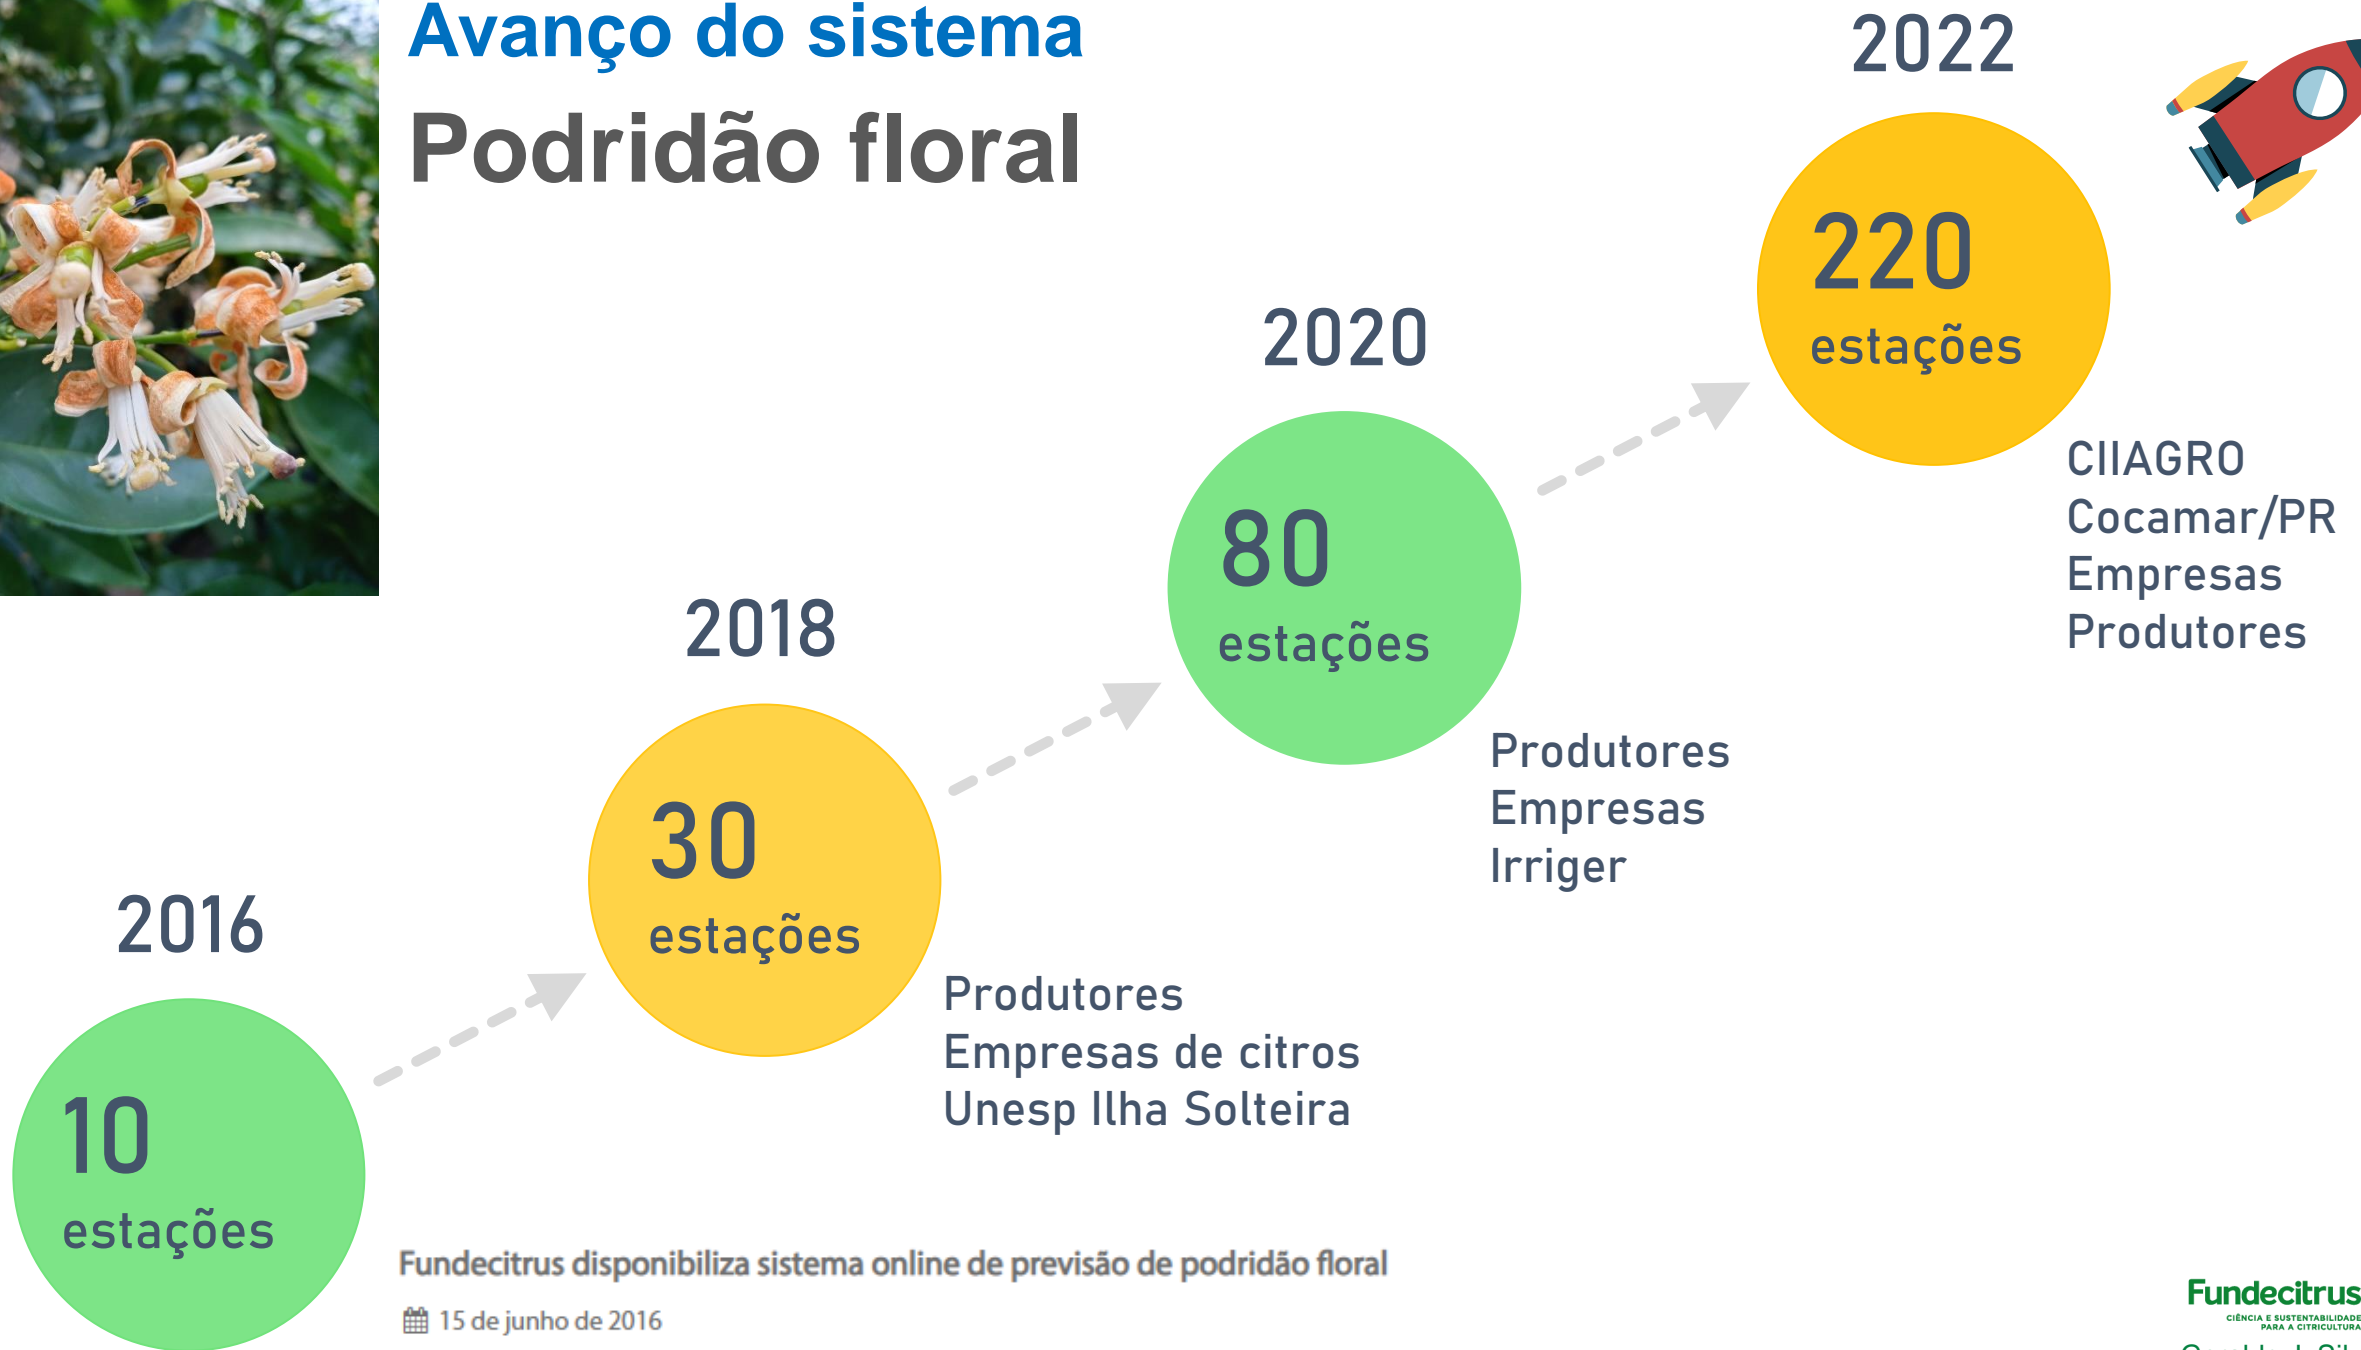 Avanço do sistema
Podridão floral
2016
10
estações
2018
30
estações
Produtores
Empresas de citros
Unesp Ilha Solteira
2020
80
estações
Produtores
Empresas
Irriger
2022
220
estações
CIIAGRO
Cocamar/PR
Empresas
Produtores
Fundecitrus disponibiliza sistema online de previsão de podridão floral
15 de junho de 2016
Fundecitrus
CIÊNCIA E SUSTENTABILIDADE
PARA A CITRICULTURA